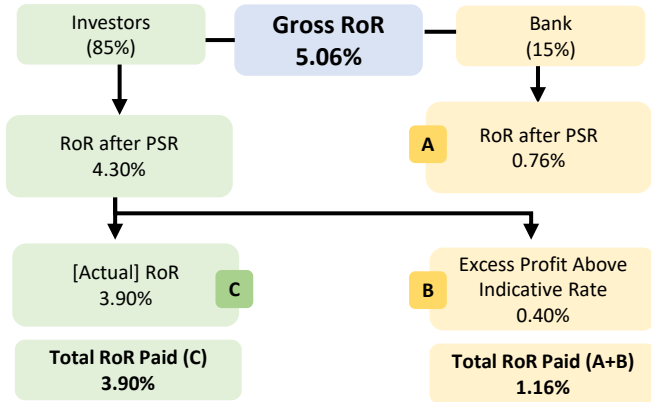 Investors
(85%)
Gross RoR
5.06%
Bank
(15%)
RoR after PSR
4.30%
A
RoR after PSR
0.76%
[Actual] RoR
3.90%
C
B
Excess Profit Above
Indicative Rate
0.40%
Total RoR Paid (C)
3.90%
Total RoR Paid (A+B)
1.16%